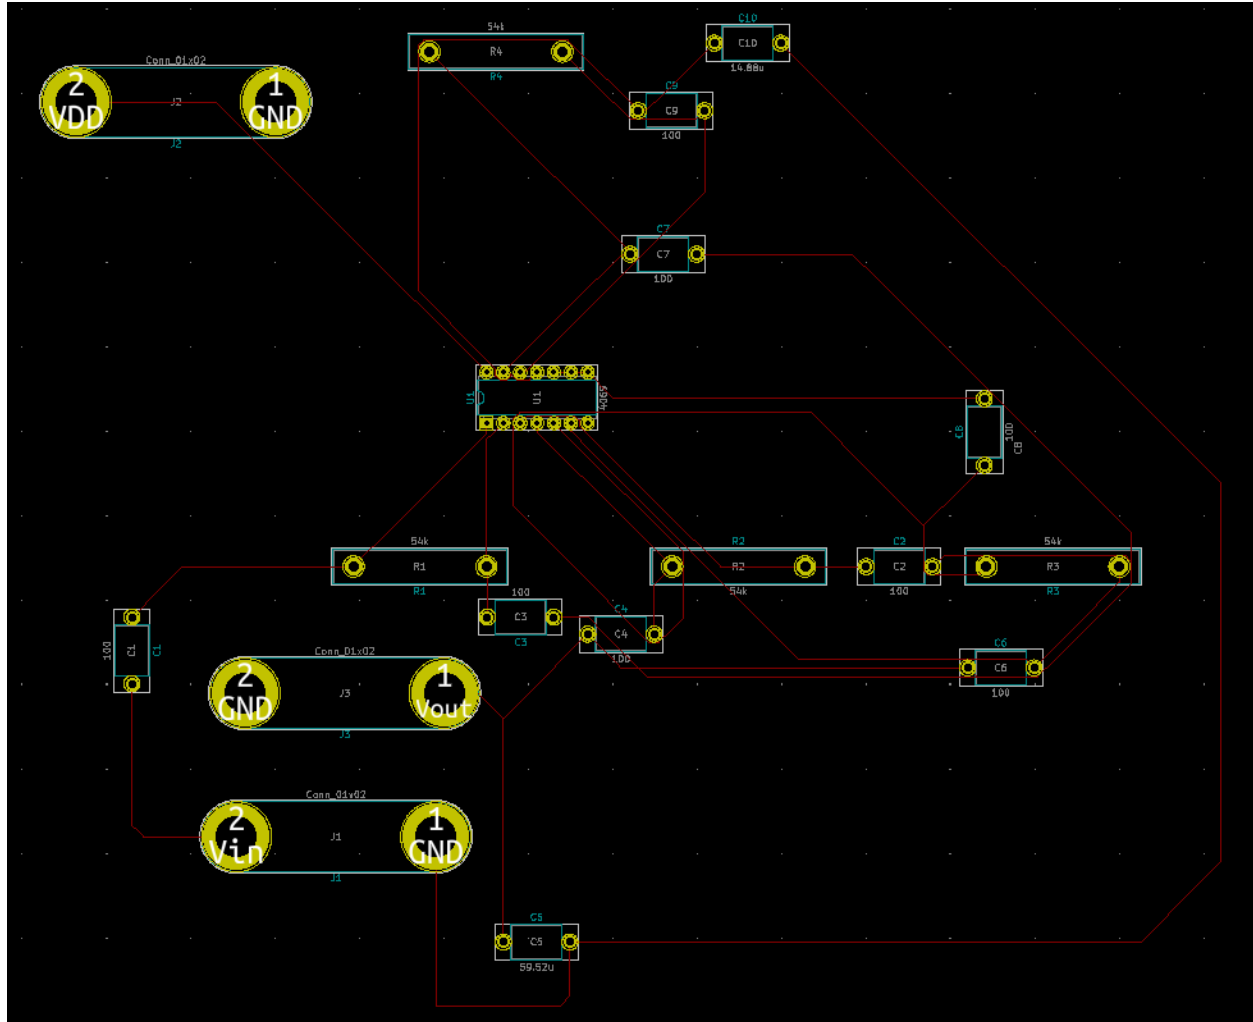 C10
C10
14.88u
54k
R4
R4
Conn_01x02
2
VDD
J2
1
GND
J2
C9
C9
100
C7
C7
100
U1
U1
4069
C8
100
C8
54k
R1
R1
R2
R2
54k
C2
C2
100
54k
R3
R3
100
C3
C3
C4
C4
100
100
C1
C1
C6
C6
100
Conn_01x02
2
GND
J3
1
Vout
J3
Conn_01x02
2
Vin
J1
1
GND
J1
C5
C5
59.52u